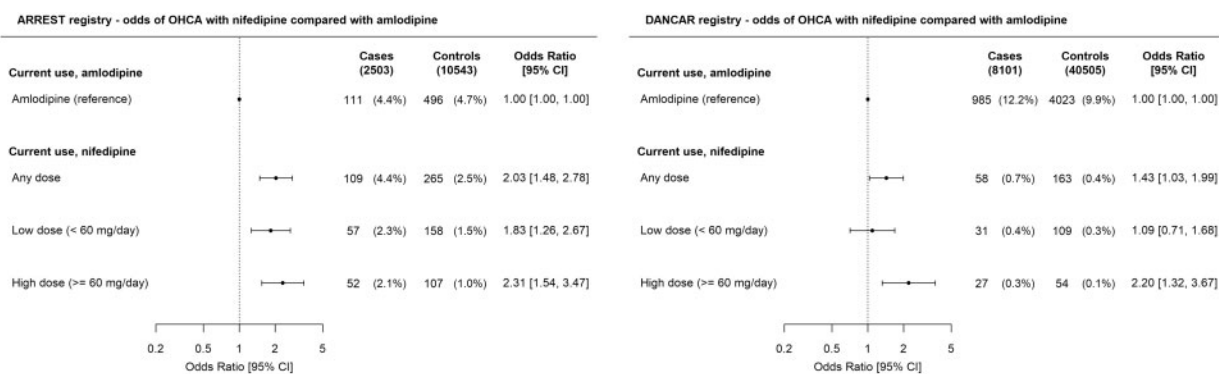 ARREST registry - odds of OHCA with nifedipine compared with amlodipine
Cases Controls Odds Ratio
Current use, amlodipine (2503) (10543) [95% CI]
Amlodipine (reference) 111 (4.4%) 496 (4.7%) 1.00 [1.00, 1.00]
Current use, nifedipine
Any dose 109 (4.4%) 265 (2.5%) 2.03 [1.48, 2.78]
Low dose (< 60 mg/day) 57 (2.3%) 158 (1.5%) 1.83 [1.26, 2.67]
High dose (>= 60 mg/day) 52 (2.1%) 107 (1.0%) 2.31 [1.54, 3.47]
0.2 0.5 1 2 5
Odds Ratio [95% CI]
DANCAR registry - odds of OHCA with nifedipine compared with amlodipine
Cases Controls Odds Ratio
Current use, amlodipine (8101) (40505) [95% CI]
Amlodipine (reference) 985 (12.2%) 4023 (9.9%) 1.00 [1.00, 1.00]
Current use, nifedipine
Any dose 58 (0.7%) 163 (0.4%) 1.43 [1.03, 1.99]
Low dose (< 60 mg/day) 31 (0.4%) 109 (0.3%) 1.09 [0.71, 1.68]
High dose (>= 60 mg/day) 27 (0.3%) 54 (0.1%) 2.20 [1.32, 3.67]
0.2 0.5 1 2 5
Odds Ratio [95% CI]